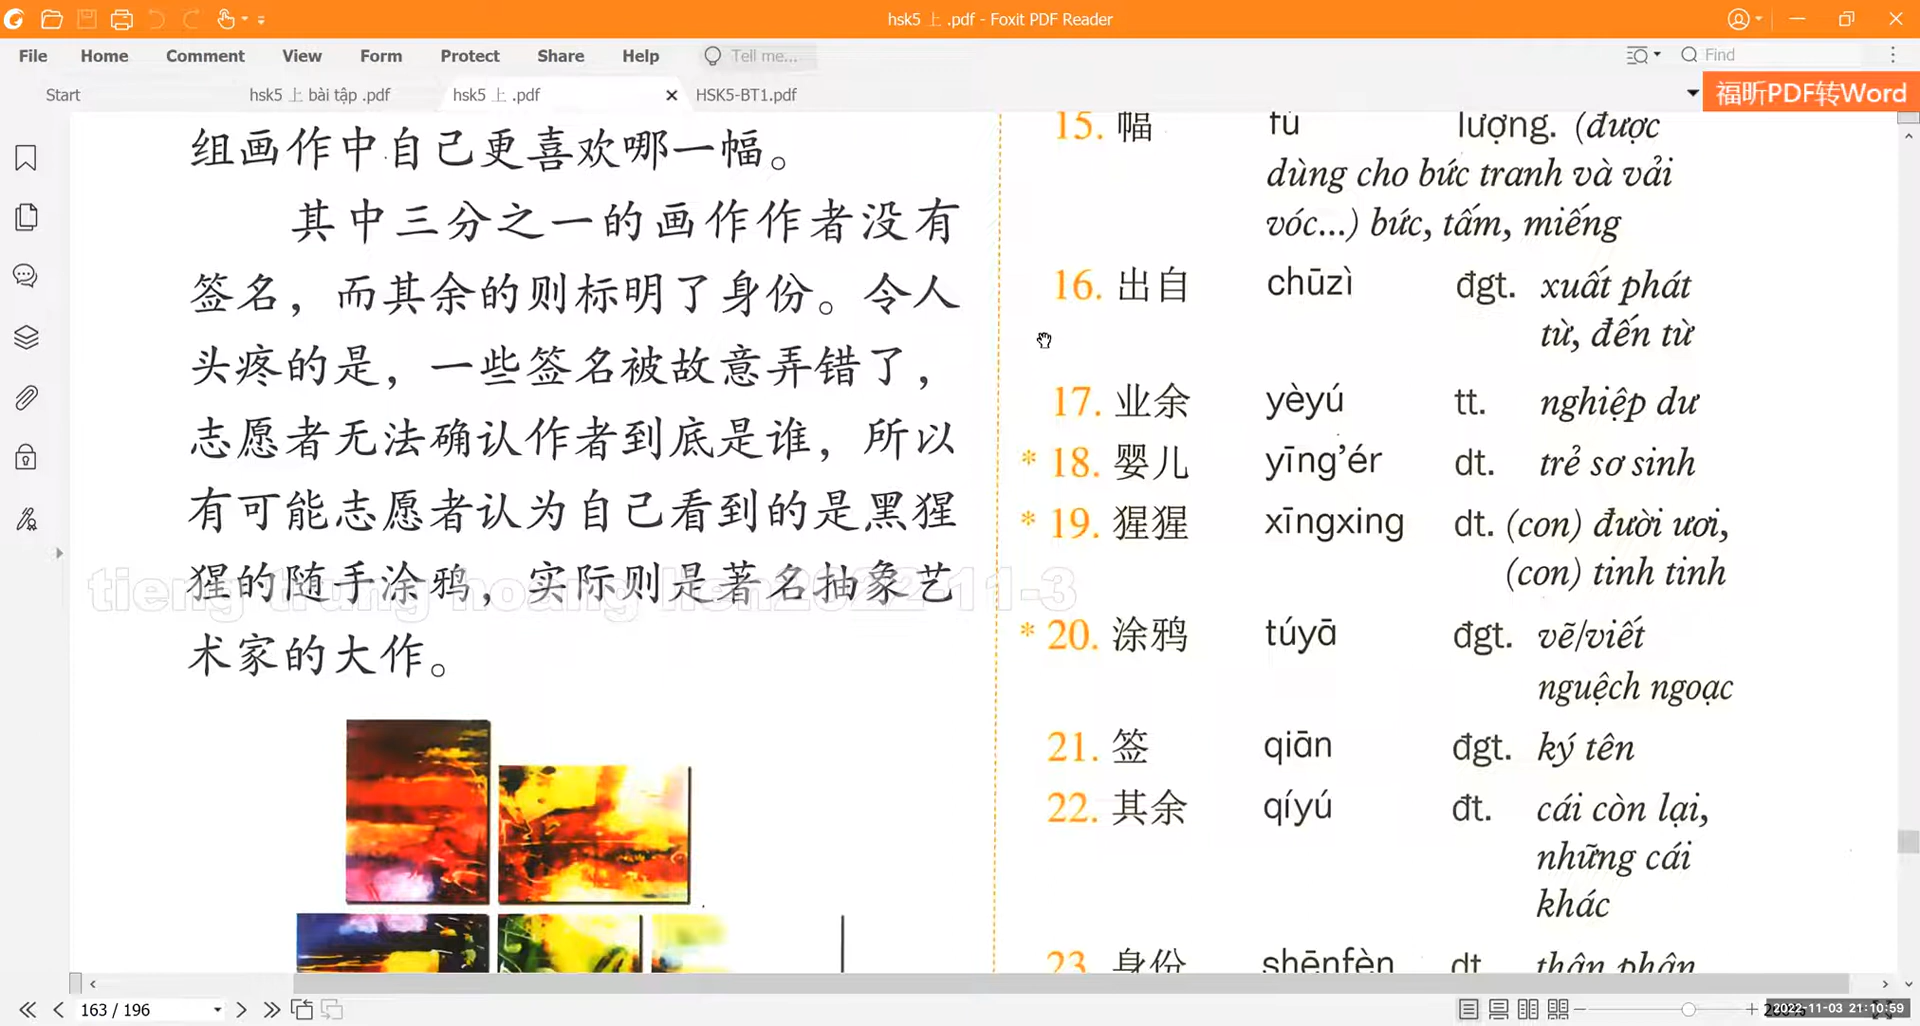 hsk5 上 .pdf - Foxit PDF Reader
File Home Comment View Form Protect Share Help Tell me... Find
Start hsk5 上 bài tập .pdf hsk5 上 .pdf HSK5-BT1.pdf 福昕PDF转Word
组画作中自己更喜欢哪一幅。
其中三分之一的画作作者没有
签名，而其余的则标明了身份。令人
头疼的是，一些签名被故意弄错了，
志愿者无法确认作者到底是谁，所以
有可能志愿者认为自己看到的是黑猩
猩的随手涂鸦，实际则是著名抽象艺
术家的大作。
tieng trung hoang lien2022-11-3
15. 幅 fú lượng. (được
dùng cho bức tranh và vải
vóc...) bức, tấm, miếng
16. 出自 chūzì đgt. xuất phát
từ, đến từ
17. 业余 yèyú tt. nghiệp dư
* 18. 婴儿 yīng’ér dt. trẻ sơ sinh
* 19. 猩猩 xīngxing dt. (con) đười ươi,
(con) tinh tinh
* 20. 涂鸦 túyā đgt. vẽ/viết
nguệch ngoạc
21. 签 qiān đgt. ký tên
22. 其余 qíyú đt. cái còn lại,
những cái
khác
23. 身份 shēnfèn dt. thân phận
163 / 196
2022-11-03 21:10:59